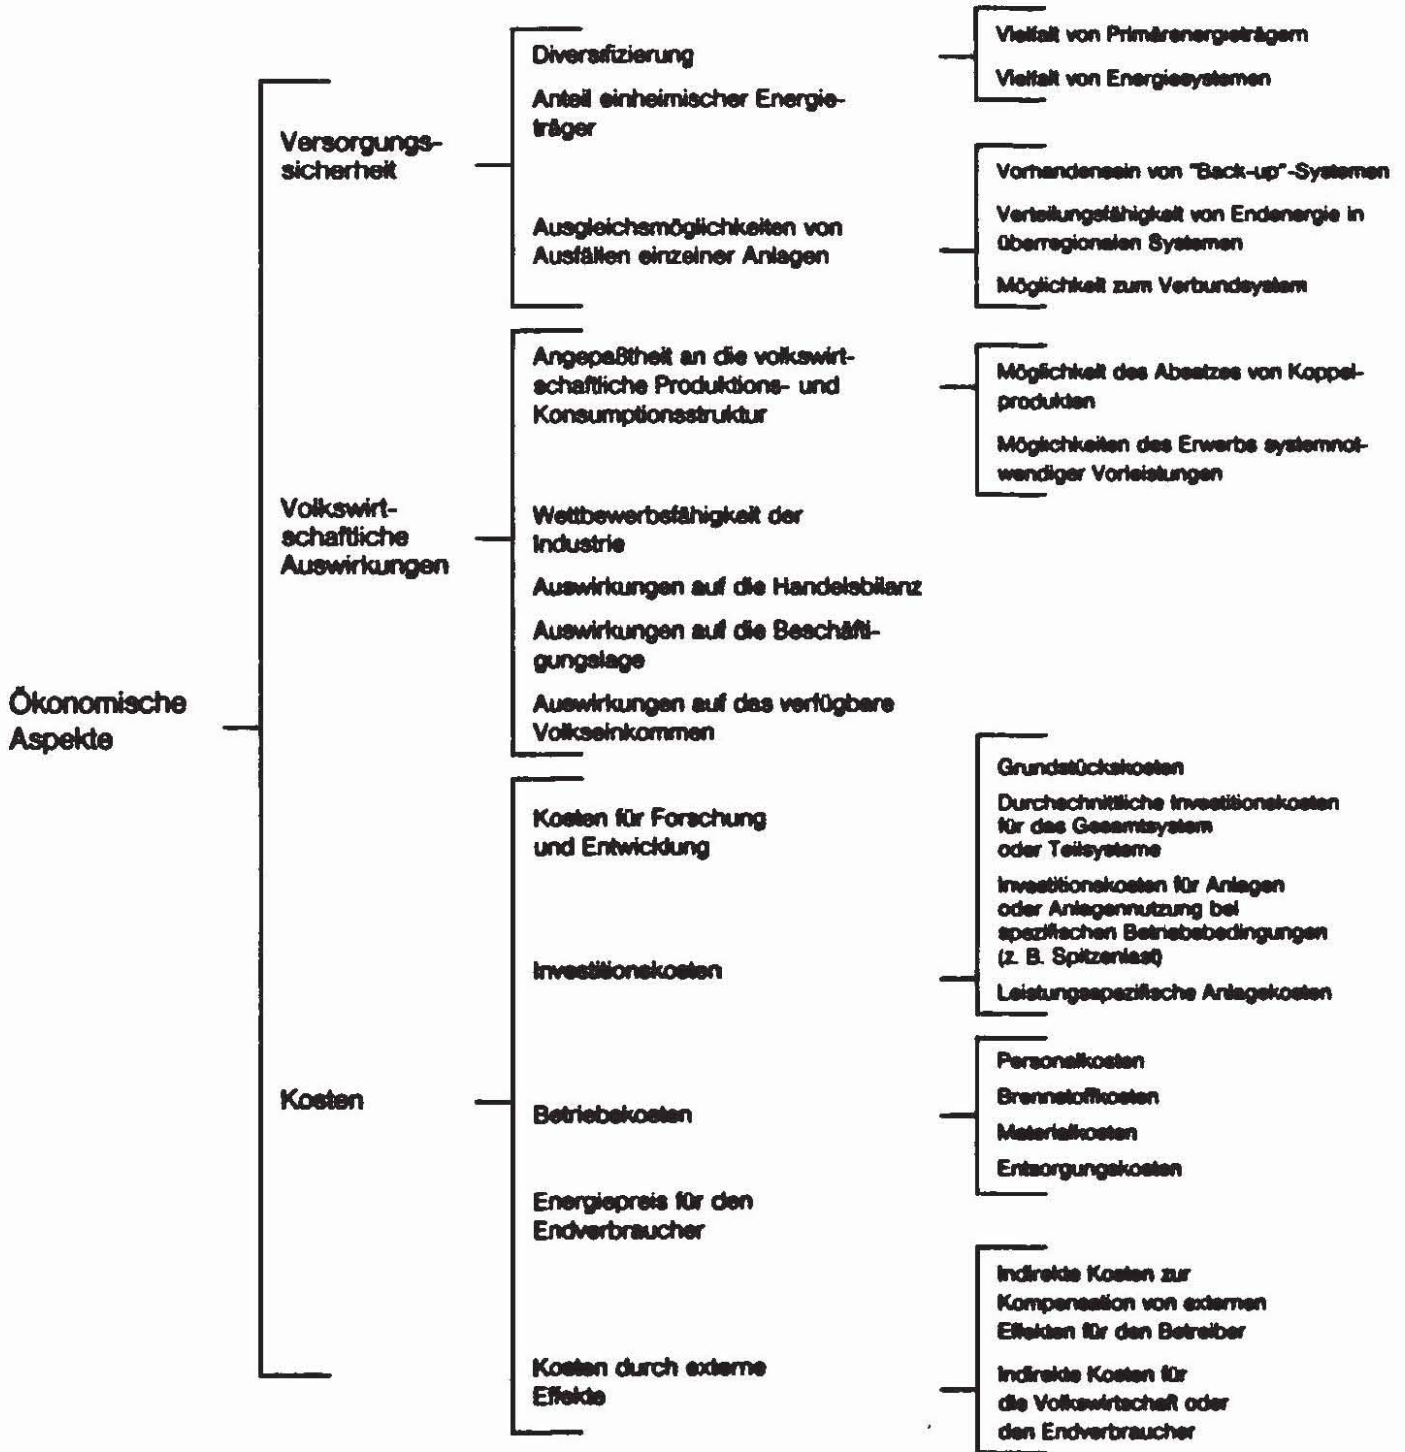 Ökonomische
Aspekte
Versorgungs-
sicherheit
Diversifizierung
Vielfalt von Primärenergieträgern
Vielfalt von Energiesystemen
Anteil einheimischer Energie-
träger
Ausgleichsmöglichkeiten von
Ausfällen einzelner Anlagen
Vorhandensein von "Back-up"-Systemen
Verteilungsfähigkeit von Endenergie in
überregionalen Systemen
Möglichkeit zum Verbundsystem
Volkswirt-
schaftliche
Auswirkungen
Angepaßtheit an die volkswirt-
schaftliche Produktions- und
Konsumptionsstruktur
Möglichkeit des Absatzes von Koppel-
produkten
Möglichkeiten des Erwerbs systemnot-
wendiger Vorleistungen
Wettbewerbsfähigkeit der
Industrie
Auswirkungen auf die Handelsbilanz
Auswirkungen auf die Beschäfti-
gungslage
Auswirkungen auf das verfügbare
Volkseinkommen
Kosten
Kosten für Forschung
und Entwicklung
Investitionskosten
Grundstückskosten
Durchschnittliche Investitionskosten
für das Gesamtsystem
oder Teilsysteme
Investitionskosten für Anlagen
oder Anlagennutzung bei
spezifischen Betriebsbedingungen
(z. B. Spitzenlast)
Leistungsspezifische Anlagekosten
Betriebskosten
Personalkosten
Brennstoffkosten
Materialkosten
Entsorgungskosten
Energiepreis für den
Endverbraucher
Kosten durch externe
Effekte
Indirekte Kosten zur
Kompensation von externen
Effekten für den Betreiber
Indirekte Kosten für
die Volkswirtschaft oder
den Endverbraucher